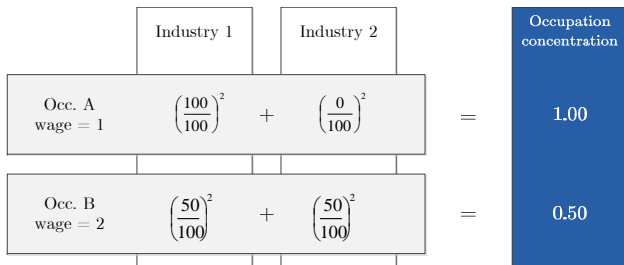 Industry 1 Industry 2 Occupation
concentration
Occ. A
wage = 1
(100/100)² + (0/100)² = 1.00
Occ. B
wage = 2
(50/100)² + (50/100)² = 0.50